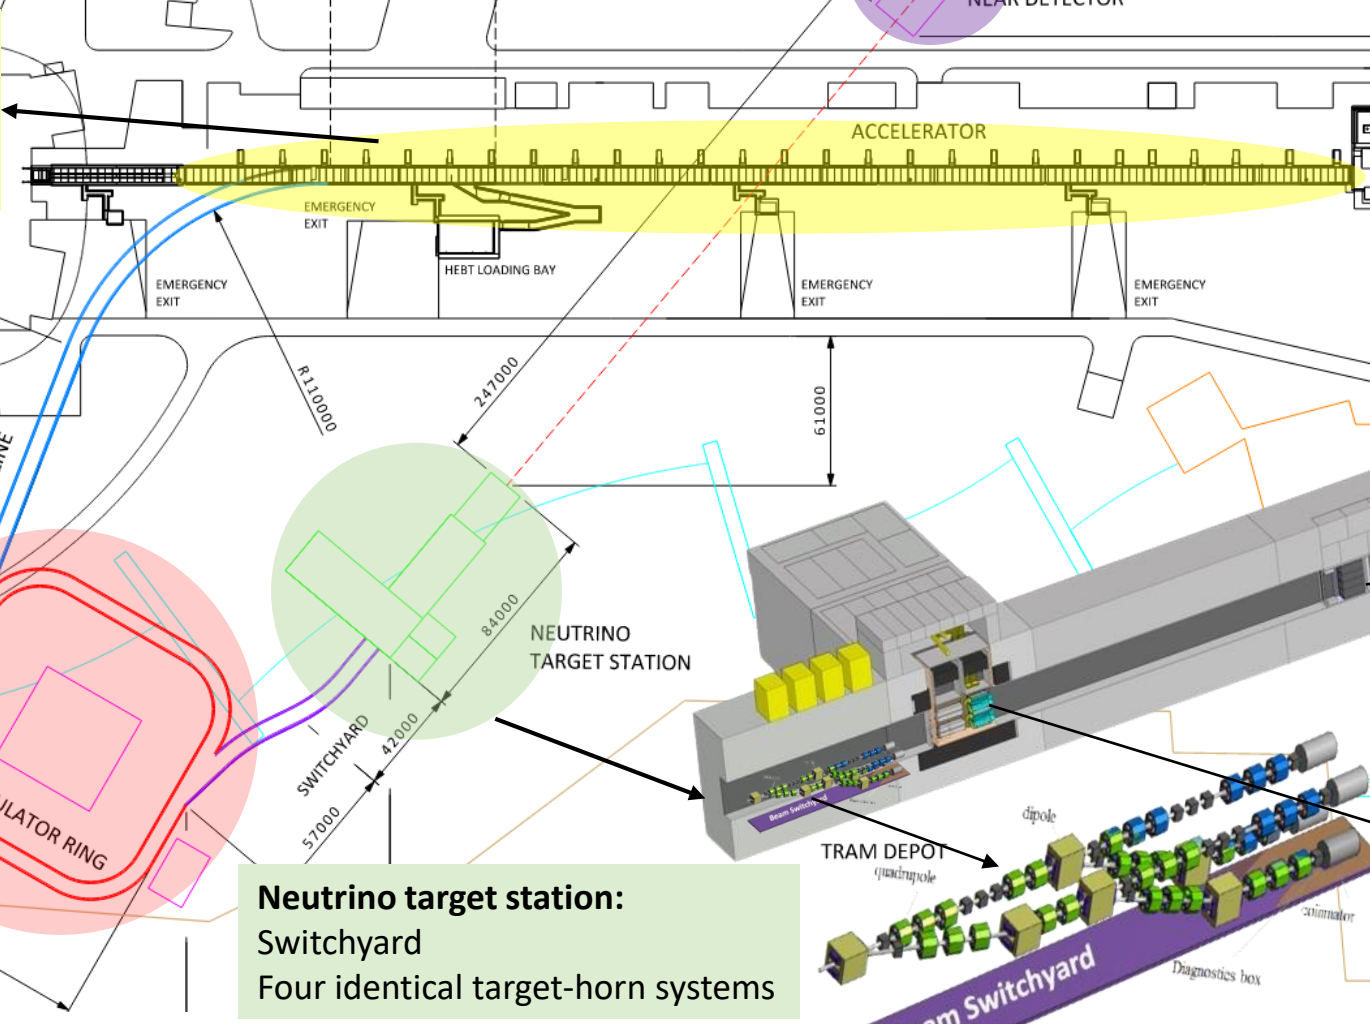 NEAR DETECTOR
ACCELERATOR
EMERGENCY
EXIT
HEBT LOADING BAY
EMERGENCY
EXIT
EMERGENCY
EXIT
EMERGENCY
EXIT
R110000
247000
61000
84000
NEUTRINO
TARGET STATION
SWITCHYARD
42000
57000
ULATOR RING
Beam Switchyard
TRAM DEPOT
dipole
quadrupole
Diagnostics box
am Switchyard
Neutrino target station:
Switchyard
Four identical target-horn systems